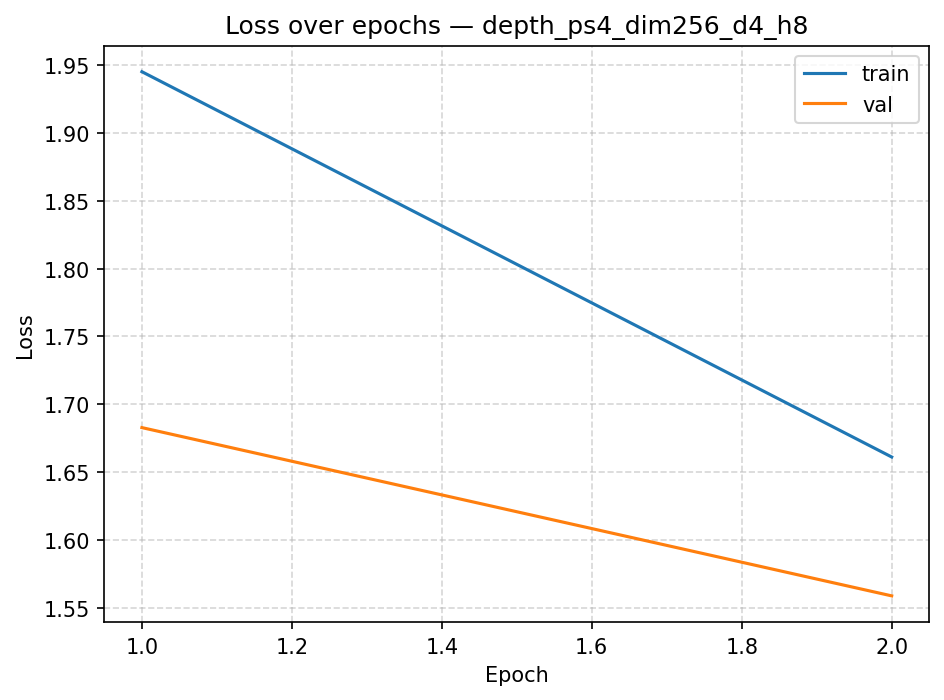 Loss over epochs — depth_ps4_dim256_d4_h8
train
val
1.95
1.90
1.85
1.80
1.75
1.70
1.65
1.60
1.55
Loss
1.0 1.2 1.4 1.6 1.8 2.0
Epoch